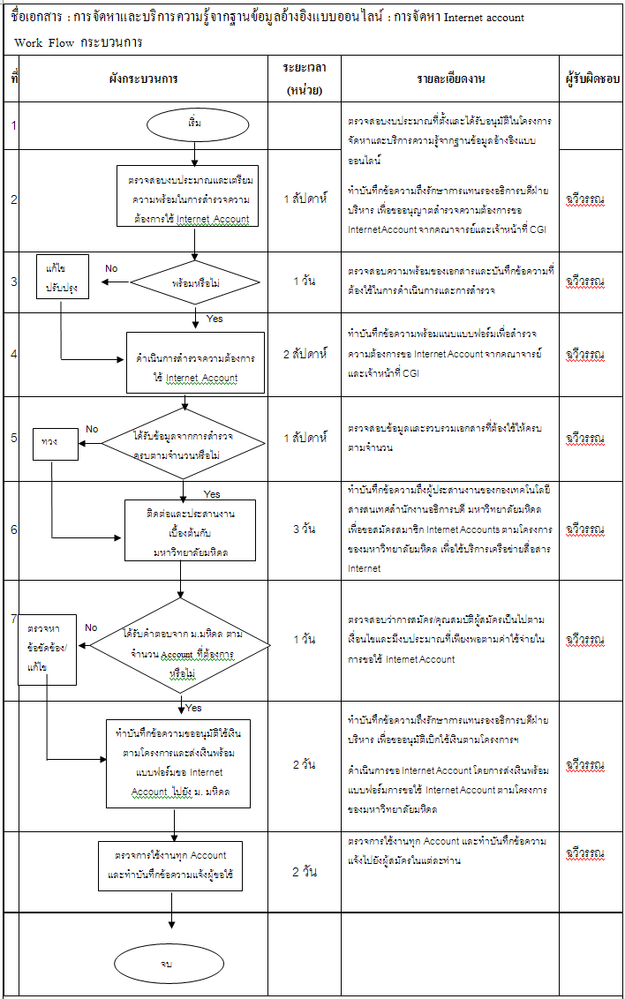 ชื่อเอกสาร : การจัดหาและบริการความรู้จากฐานข้อมูลอ้างอิงแบบออนไลน์ : การจัดหา Internet account
Work Flow กระบวนการ
ที่
ผังกระบวนการ
ระยะเวลา
(หน่วย)
รายละเอียดงาน
ผู้รับผิดชอบ
1
เริ่ม
ตรวจสอบงบประมาณที่ตั้งและได้รับอนุมัติในโครงการ
จัดหาและบริการความรู้จากฐานข้อมูลอ้างอิงแบบ
ออนไลน์
2
ตรวจสอบงบประมาณและเตรียม
ความพร้อมในการสำรวจความ
ต้องการใช้ Internet Account
1 สัปดาห์
ทำบันทึกข้อความถึงรักษาการแทนรองอธิการบดีฝ่าย
บริหาร เพื่อขออนุญาตสำรวจความต้องการขอ
Internet Account จากคณาจารย์และเจ้าหน้าที่ CGI
ฉวีวรรณ
3
แก้ไข
ปรับปรุง
No
พร้อมหรือไม่
1 วัน
ตรวจสอบความพร้อมของเอกสารและบันทึกข้อความที่
ต้องใช้ในการดำเนินการและการสำรวจ
ฉวีวรรณ
Yes
4
ดำเนินการสำรวจความต้องการ
ใช้ Internet Account
2 สัปดาห์
ทำบันทึกข้อความพร้อมแนบแบบฟอร์มเพื่อสำรวจ
ความต้องการขอ Internet Account จากคณาจารย์
และเจ้าหน้าที่ CGI
ฉวีวรรณ
5
ทวง
No
ได้รับข้อมูลจากการสำรวจ
ครบตามจำนวนหรือไม่
1 สัปดาห์
ตรวจสอบข้อมูลและรวบรวมเอกสารที่ต้องใช้ให้ครบ
ตามจำนวน
ฉวีวรรณ
Yes
6
ติดต่อและประสานงาน
เบื้องต้นกับ
มหาวิทยาลัยมหิดล
3 วัน
ทำบันทึกข้อความถึงผู้ประสานงานของกองเทคโนโลยี
สารสนเทศสำนักงานอธิการบดี มหาวิทยาลัยมหิดล
เพื่อขอสมัครสมาชิก Internet Accounts ตามโครงการ
ของมหาวิทยาลัยมหิดล เพื่อใช้บริการเครือข่ายสื่อสาร
Internet
ฉวีวรรณ
7
ตรวจหา
ข้อขัดข้อง/
แก้ไข
No
ได้รับคำตอบจาก ม.มหิดล ตาม
จำนวน Account ที่ต้องการ
หรือไม่
1 วัน
ตรวจสอบว่าการสมัคร/คุณสมบัติผู้สมัครเป็นไปตาม
เงื่อนไขและมีงบประมาณที่เพียงพอตามค่าใช้จ่ายใน
การขอใช้ Internet Account
ฉวีวรรณ
Yes
ทำบันทึกข้อความขออนุมัติใช้เงิน
ตามโครงการและส่งเงินพร้อม
แบบฟอร์มขอ Internet
Account ไปยัง ม. มหิดล
2 วัน
ทำบันทึกข้อความถึงรักษาการแทนรองอธิการบดีฝ่าย
บริหาร เพื่อขออนุมัติเบิกใช้เงินตามโครงการฯ
ดำเนินการขอ Internet Account โดยการส่งเงินพร้อม
แบบฟอร์มการขอใช้ Internet Account ตามโครงการ
ของมหาวิทยาลัยมหิดล
ฉวีวรรณ
ตรวจการใช้งานทุก Account
และทำบันทึกข้อความแจ้งผู้ขอใช้
2 วัน
ตรวจการใช้งานทุก Account และทำบันทึกข้อความ
แจ้งไปยังผู้สมัครในแต่ละท่าน
ฉวีวรรณ
จบ